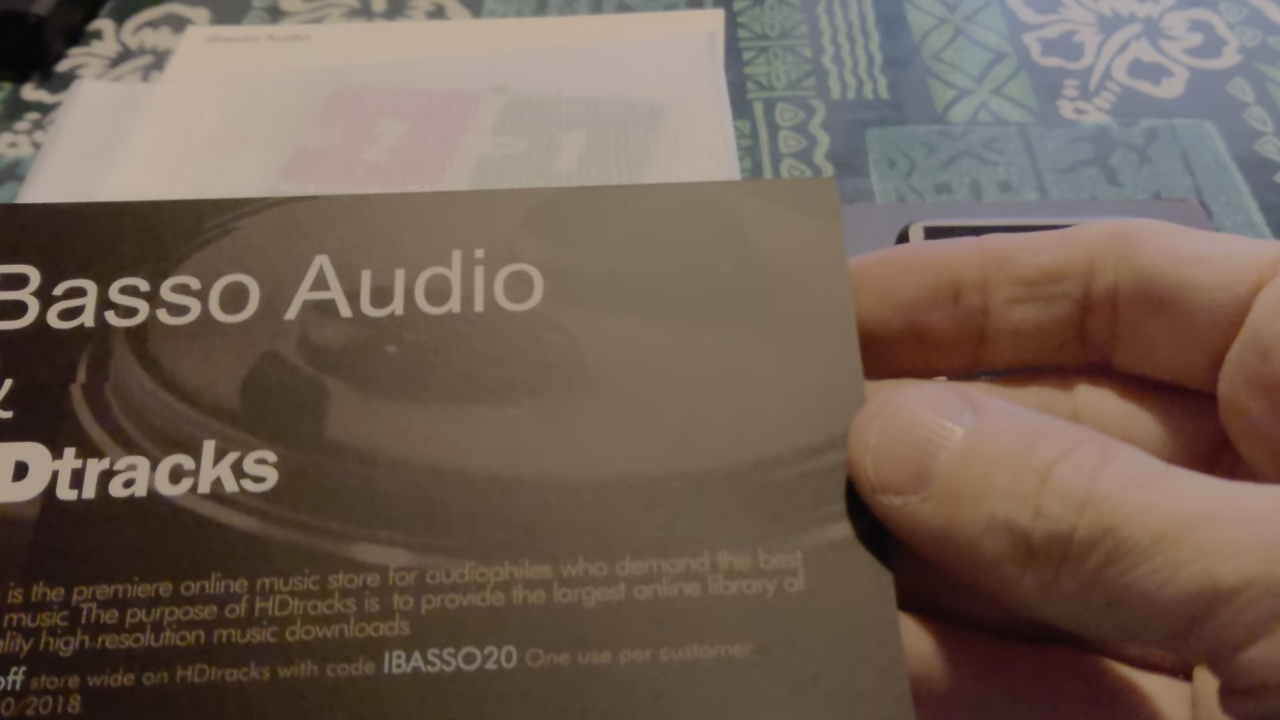 iBasso Audio
Basso Audio
&
Dtracks
is the premiere online music store for audiophiles who demand the best
music The purpose of HDtracks is to provide the largest online library of
ality high-resolution music downloads
off store wide on HDtracks with code IBASSO20 One use per customer
0/2018